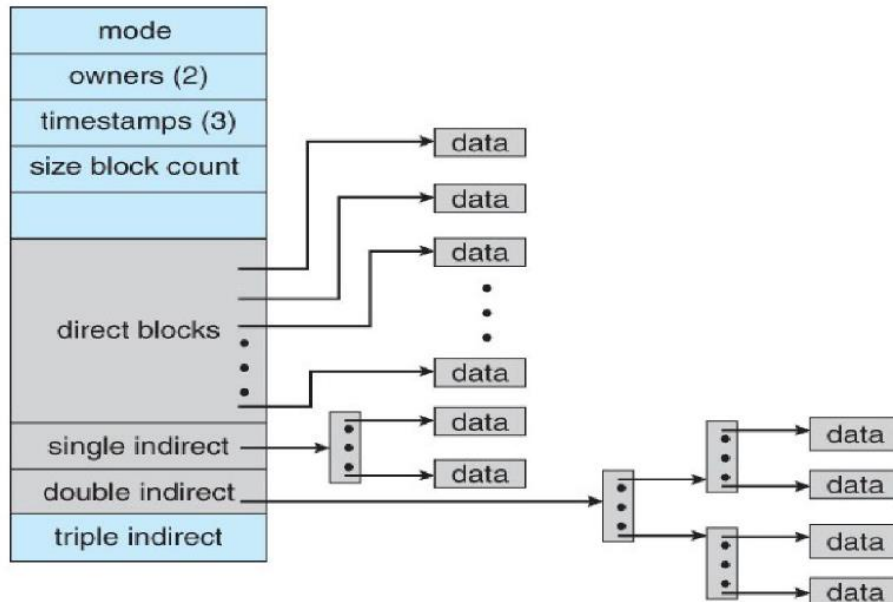 mode
owners (2)
timestamps (3)
size block count
direct blocks
single indirect
double indirect
triple indirect
data
data
data
data
data
data
data
data
data
data